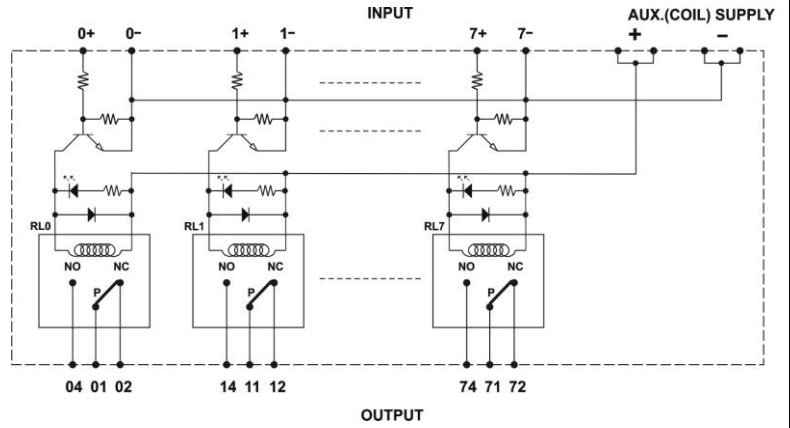 INPUT
AUX.(COIL) SUPPLY
0+ 0− 1+ 1− 7+ 7− + −
RL0 RL1 RL7
NO NC NO NC NO NC
P P P
04 01 02 14 11 12 74 71 72
OUTPUT